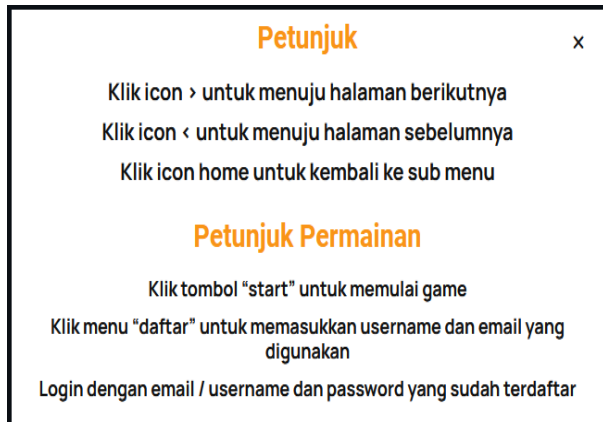 Petunjuk
x
Klik icon > untuk menuju halaman berikutnya
Klik icon < untuk menuju halaman sebelumnya
Klik icon home untuk kembali ke sub menu
Petunjuk Permainan
Klik tombol “start” untuk memulai game
Klik menu “daftar” untuk memasukkan username dan email yang
digunakan
Login dengan email / username dan password yang sudah terdaftar